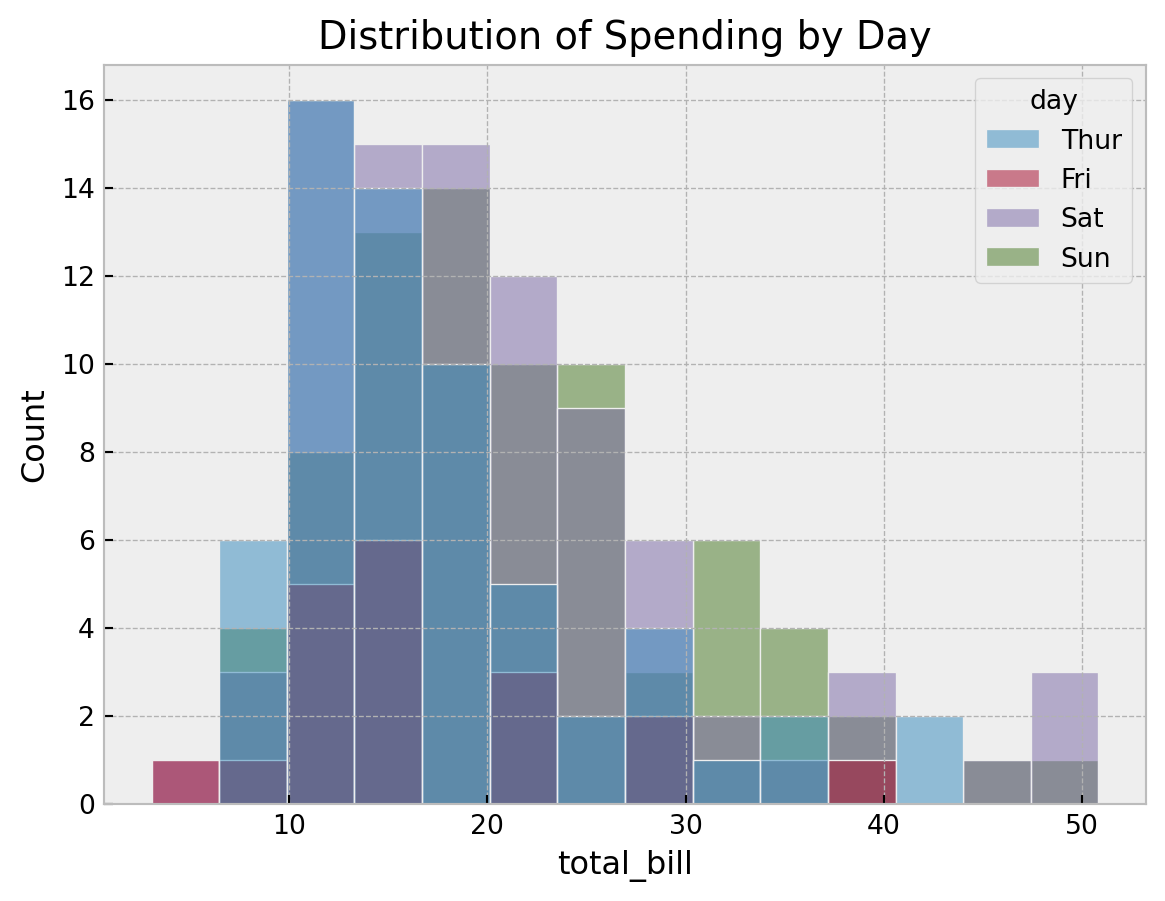 Distribution of Spending by Day
16
14
12
10
8
6
4
2
0
Count
day
Thur
Fri
Sat
Sun
10 20 30 40 50
total_bill